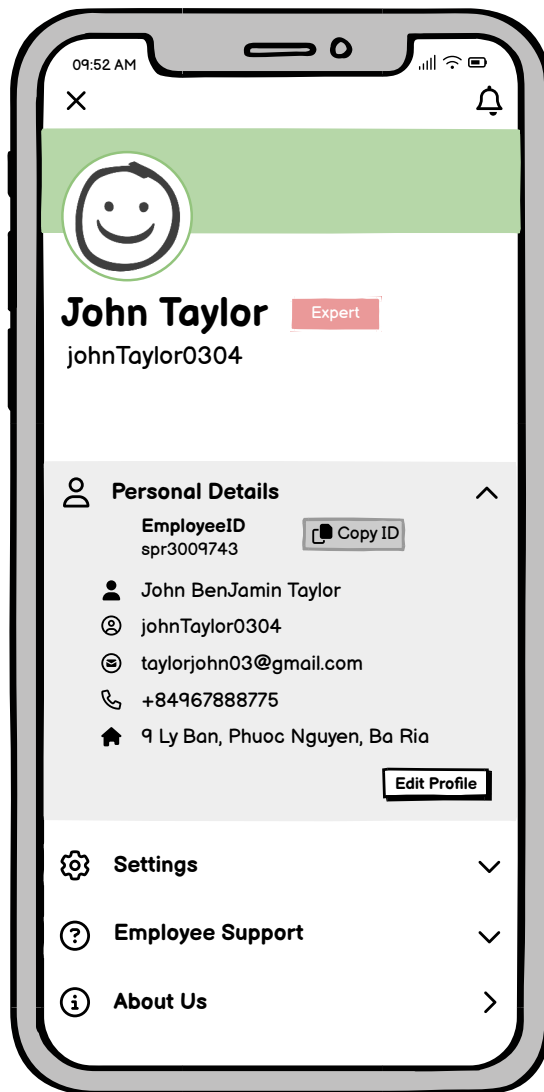 09:52 AM
John Taylor Expert
johnTaylor0304
Personal Details
EmployeeID
spr3009743
Copy ID
John BenJamin Taylor
johnTaylor0304
taylorjohn03@gmail.com
+84967888775
9 Ly Ban, Phuoc Nguyen, Ba Ria
Edit Profile
Settings
Employee Support
About Us